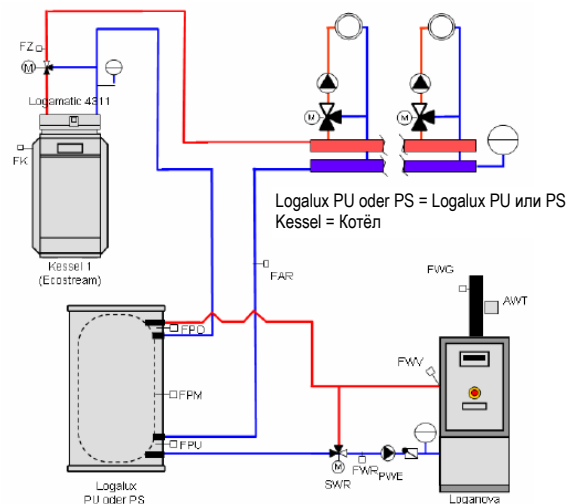 FZ
M
Logamatic 4311
FK
Kessel 1
(Ecostream)
M
M
Logalux PU oder PS = Logalux PU или PS
Kessel = Котёл
FAR
FWG
AWT
FPO
FWV
FPM
FPU
FWR
PWE
M
SWR
Logalux
PU oder PS
Loganova